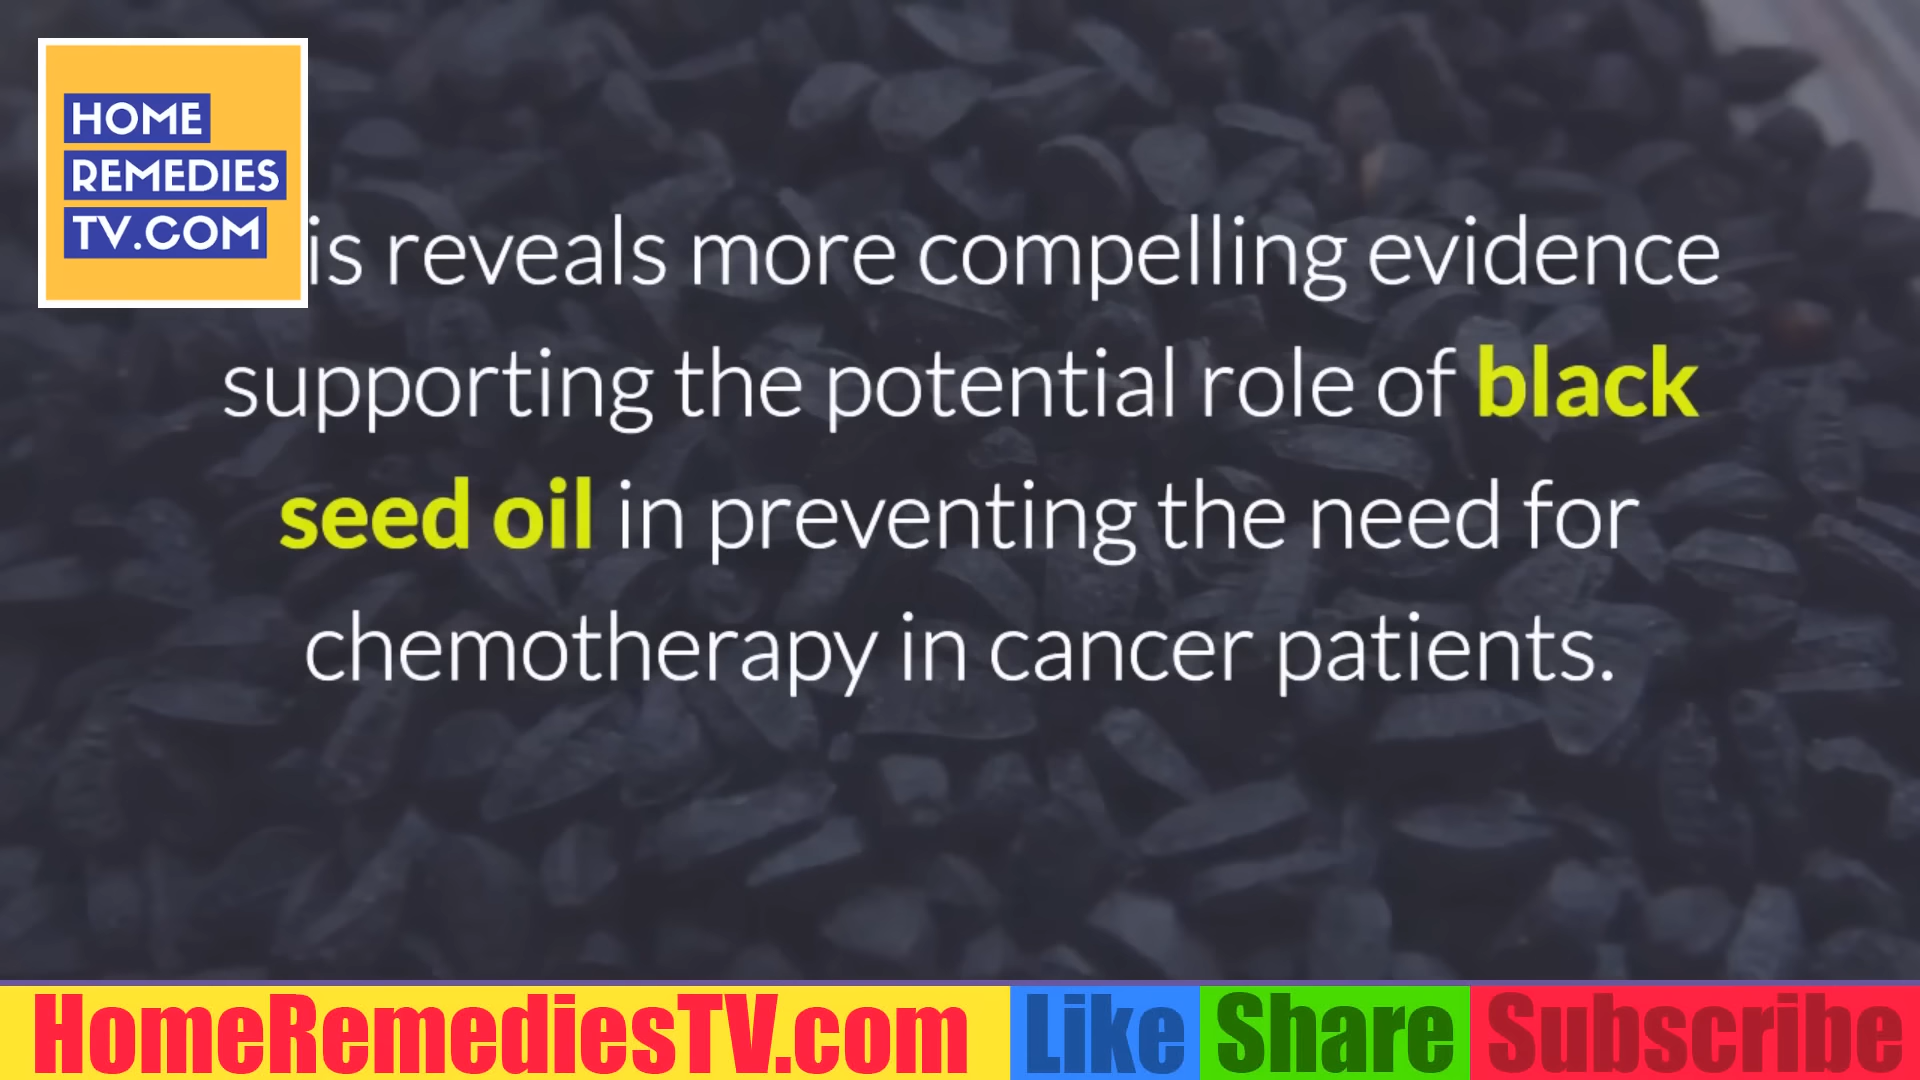 HOME
REMEDIES
TV.COM
is reveals more compelling evidence
supporting the potential role of black
seed oil in preventing the need for
chemotherapy in cancer patients.
HomeRemediesTV.com Like Share Subscribe